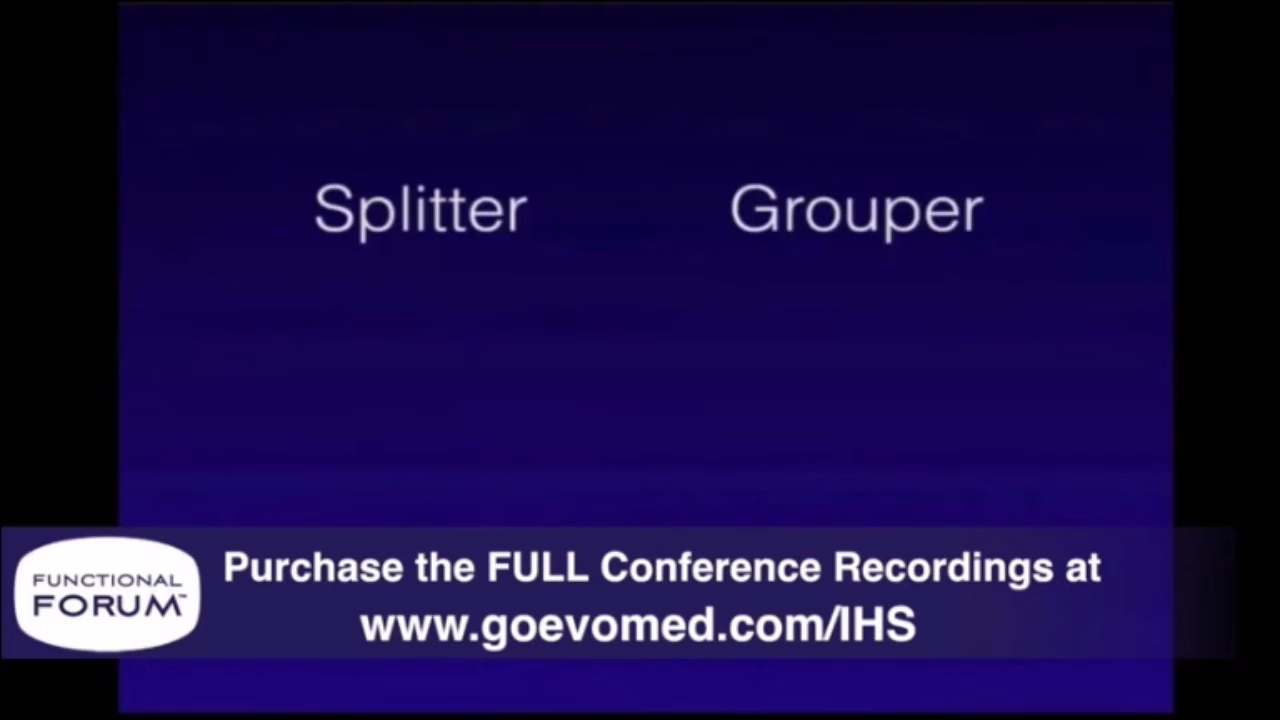 Splitter Grouper
Purchase the FULL Conference Recordings at
www.goevomed.com/IHS
FUNCTIONAL
FORUM™